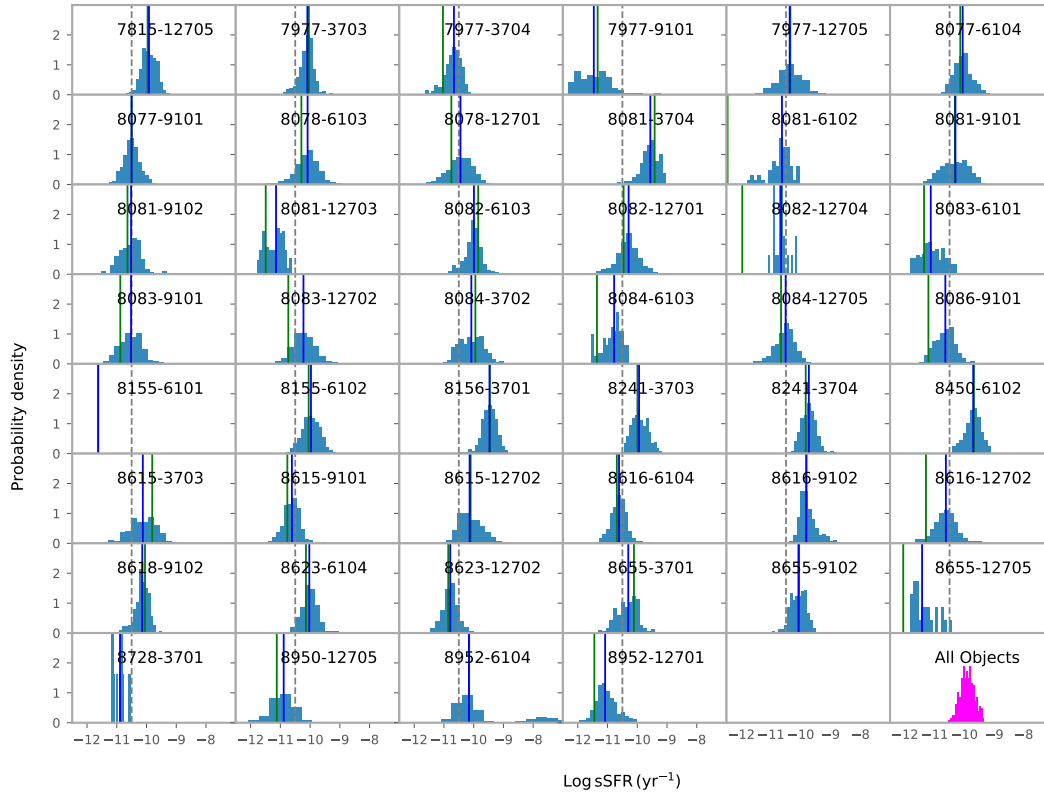 2 7815-12705 7977-3703 7977-3704 7977-9101 7977-12705 8077-6104
1
0
2 8077-9101 8078-6103 8078-12701 8081-3704 8081-6102 8081-9101
1
0
2 8081-9102 8081-12703 8082-6103 8082-12701 8082-12704 8083-6101
1
0
2 8083-9101 8083-12702 8084-3702 8084-6103 8084-12705 8086-9101
1
0
2 8155-6101 8155-6102 8156-3701 8241-3703 8241-3704 8450-6102
1
0
2 8615-3703 8615-9101 8615-12702 8616-6104 8616-9102 8616-12702
1
0
2 8618-9102 8623-6104 8623-12702 8655-3701 8655-9102 8655-12705
1
0
2 8728-3701 8950-12705 8952-6104 8952-12701 All Objects
1
0
−12 −11 −10 −9 −8 −12 −11 −10 −9 −8 −12 −11 −10 −9 −8 −12 −11 −10 −9 −8 −12 −11 −10 −9 −8 −12 −11 −10 −9 −8
Probability density
Log sSFR (yr⁻¹)